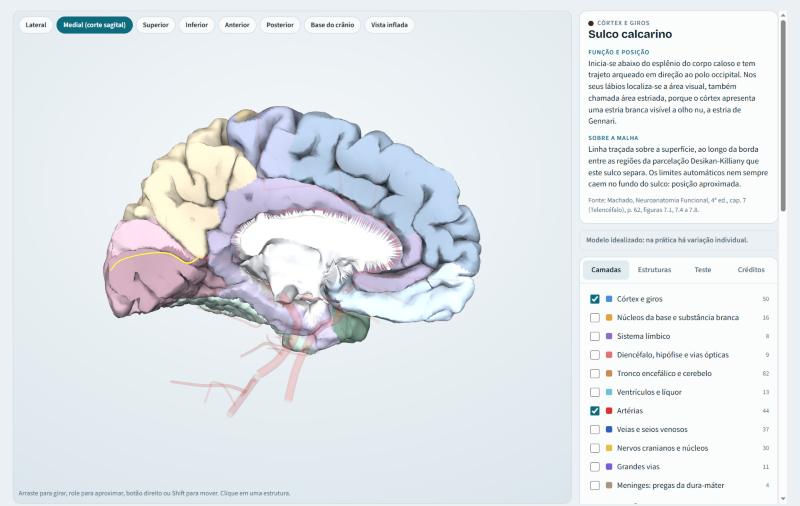 Lateral
Medial (corte sagital)
Superior
Inferior
Anterior
Posterior
Base do crânio
Vista inflada
Arraste para girar, role para aproximar, botão direito ou Shift para mover. Clique em uma estrutura.
CÓRTEX E GIROS
Sulco calcarino
FUNÇÃO E POSIÇÃO
Inicia-se abaixo do esplênio do corpo caloso e tem
trajeto arqueado em direção ao polo occipital. Nos
seus lábios localiza-se a área visual, também
chamada área estriada, porque o córtex apresenta
uma estria branca visível a olho nu, a estria de
Gennari.
SOBRE A MALHA
Linha traçada sobre a superfície, ao longo da borda
entre as regiões da parcelação Desikan-Killiany que
este sulco separa. Os limites automáticos nem sempre
caem no fundo do sulco: posição aproximada.
Fonte: Machado, Neuroanatomia Funcional, 4ª ed., cap. 7
(Telencéfalo), p. 62, figuras 7.1, 7.4 a 7.8.
Modelo idealizado: na prática há variação individual.
Camadas
Estruturas
Teste
Créditos
Córtex e giros 50
Núcleos da base e substância branca 16
Sistema límbico 8
Diencéfalo, hipófise e vias ópticas 9
Tronco encefálico e cerebelo 82
Ventrículos e líquor 13
Artérias 44
Veias e seios venosos 37
Nervos cranianos e núcleos 30
Grandes vias 11
Meninges: pregas da dura-máter 4